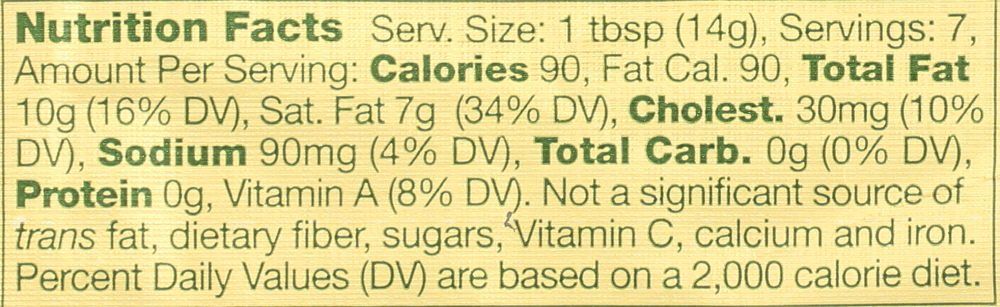 Nutrition Facts Serv. Size: 1 tbsp (14g), Servings: 7,
Amount Per Serving: Calories 90, Fat Cal. 90, Total Fat
10g (16% DV), Sat. Fat 7g (34% DV), Cholest. 30mg (10%
DV), Sodium 90mg (4% DV), Total Carb. 0g (0% DV),
Protein 0g, Vitamin A (8% DV). Not a significant source of
trans fat, dietary fiber, sugars, Vitamin C, calcium and iron.
Percent Daily Values (DV) are based on a 2,000 calorie diet.